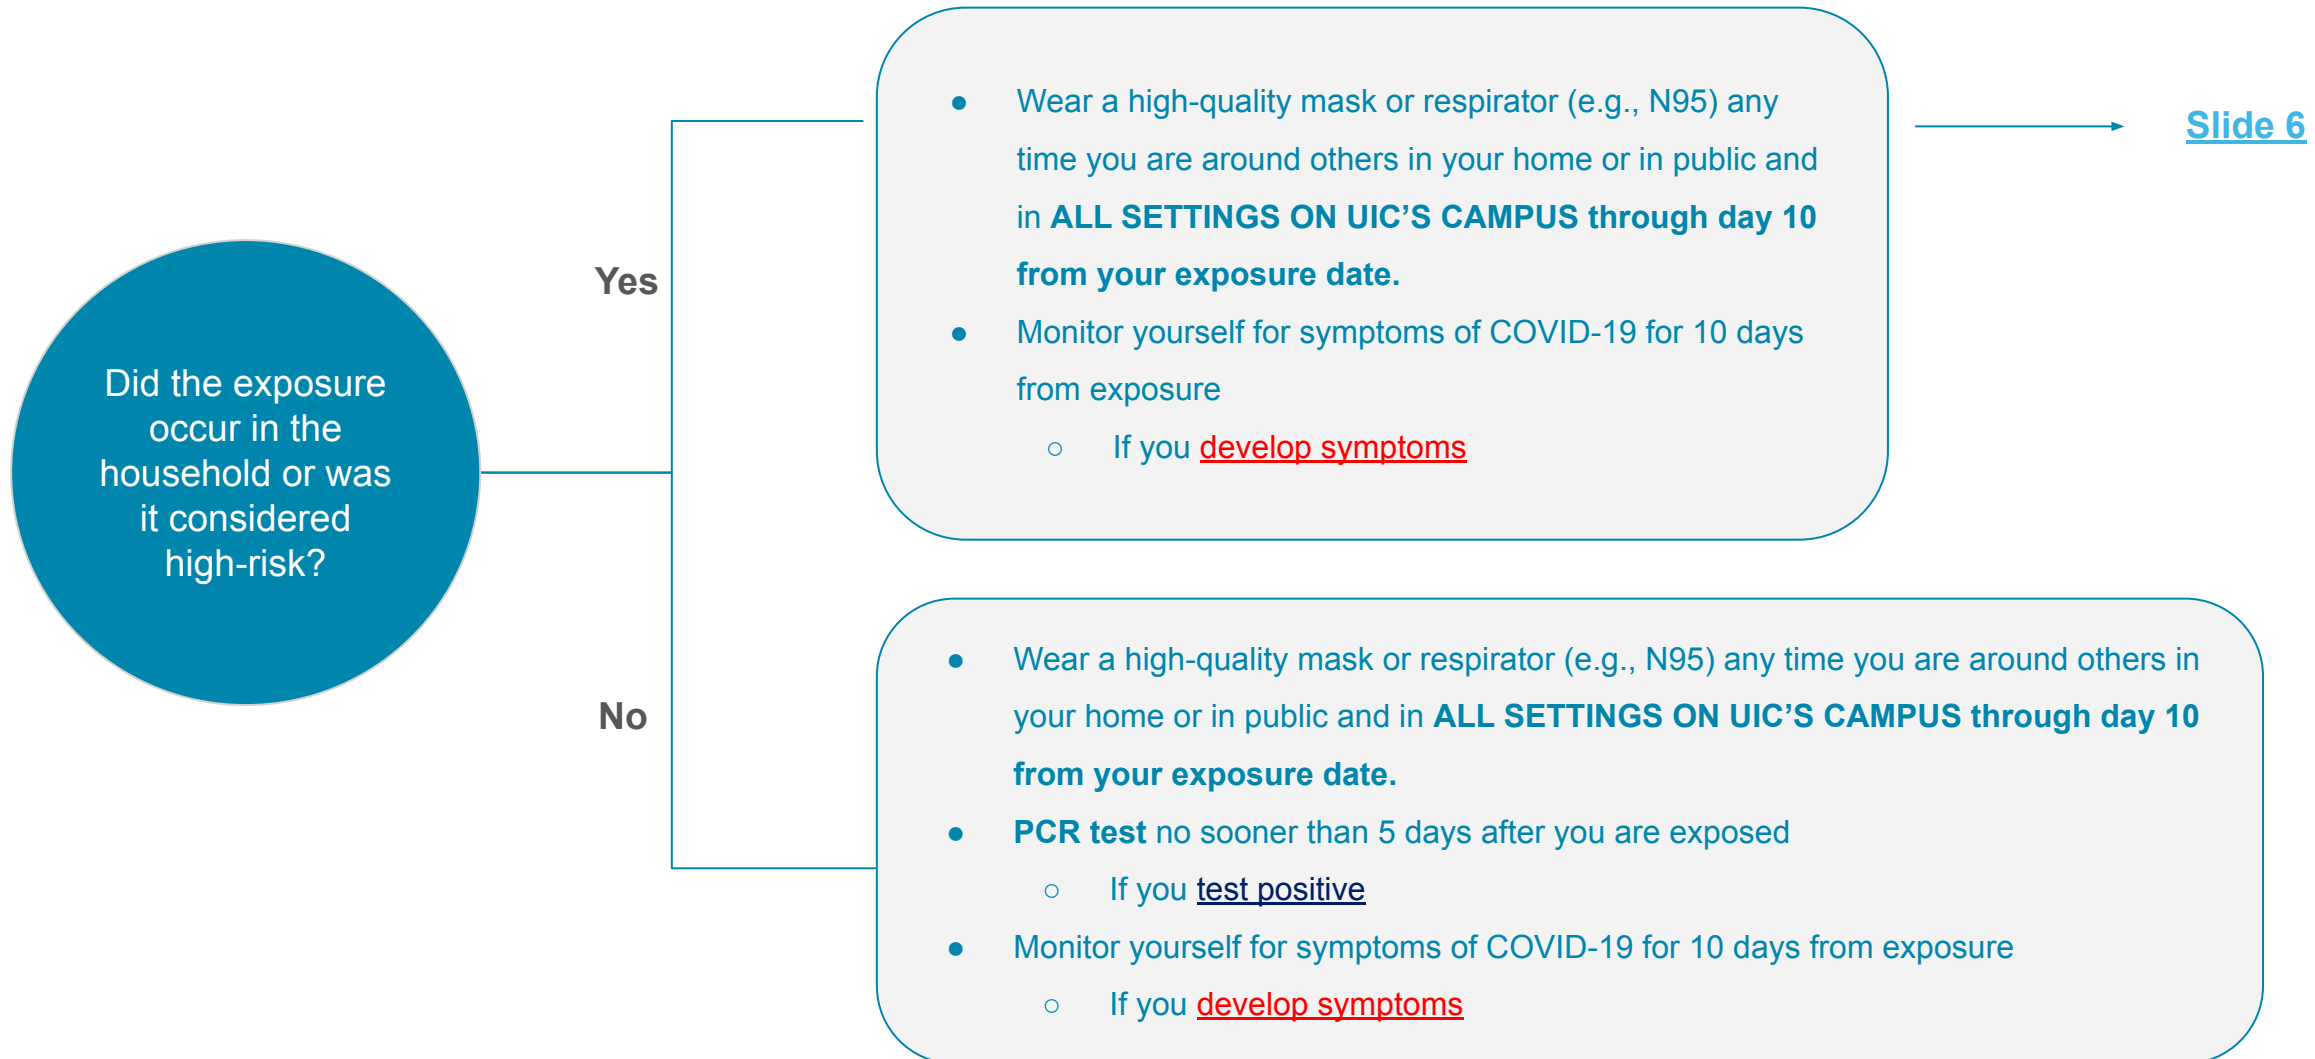 Did the exposure
occur in the
household or was
it considered
high-risk?
Yes
● Wear a high-quality mask or respirator (e.g., N95) any
time you are around others in your home or in public and
in ALL SETTINGS ON UIC’S CAMPUS through day 10
from your exposure date.
● Monitor yourself for symptoms of COVID-19 for 10 days
from exposure
○ If you develop symptoms
Slide 6
No
● Wear a high-quality mask or respirator (e.g., N95) any time you are around others in
your home or in public and in ALL SETTINGS ON UIC’S CAMPUS through day 10
from your exposure date.
● PCR test no sooner than 5 days after you are exposed
○ If you test positive
● Monitor yourself for symptoms of COVID-19 for 10 days from exposure
○ If you develop symptoms